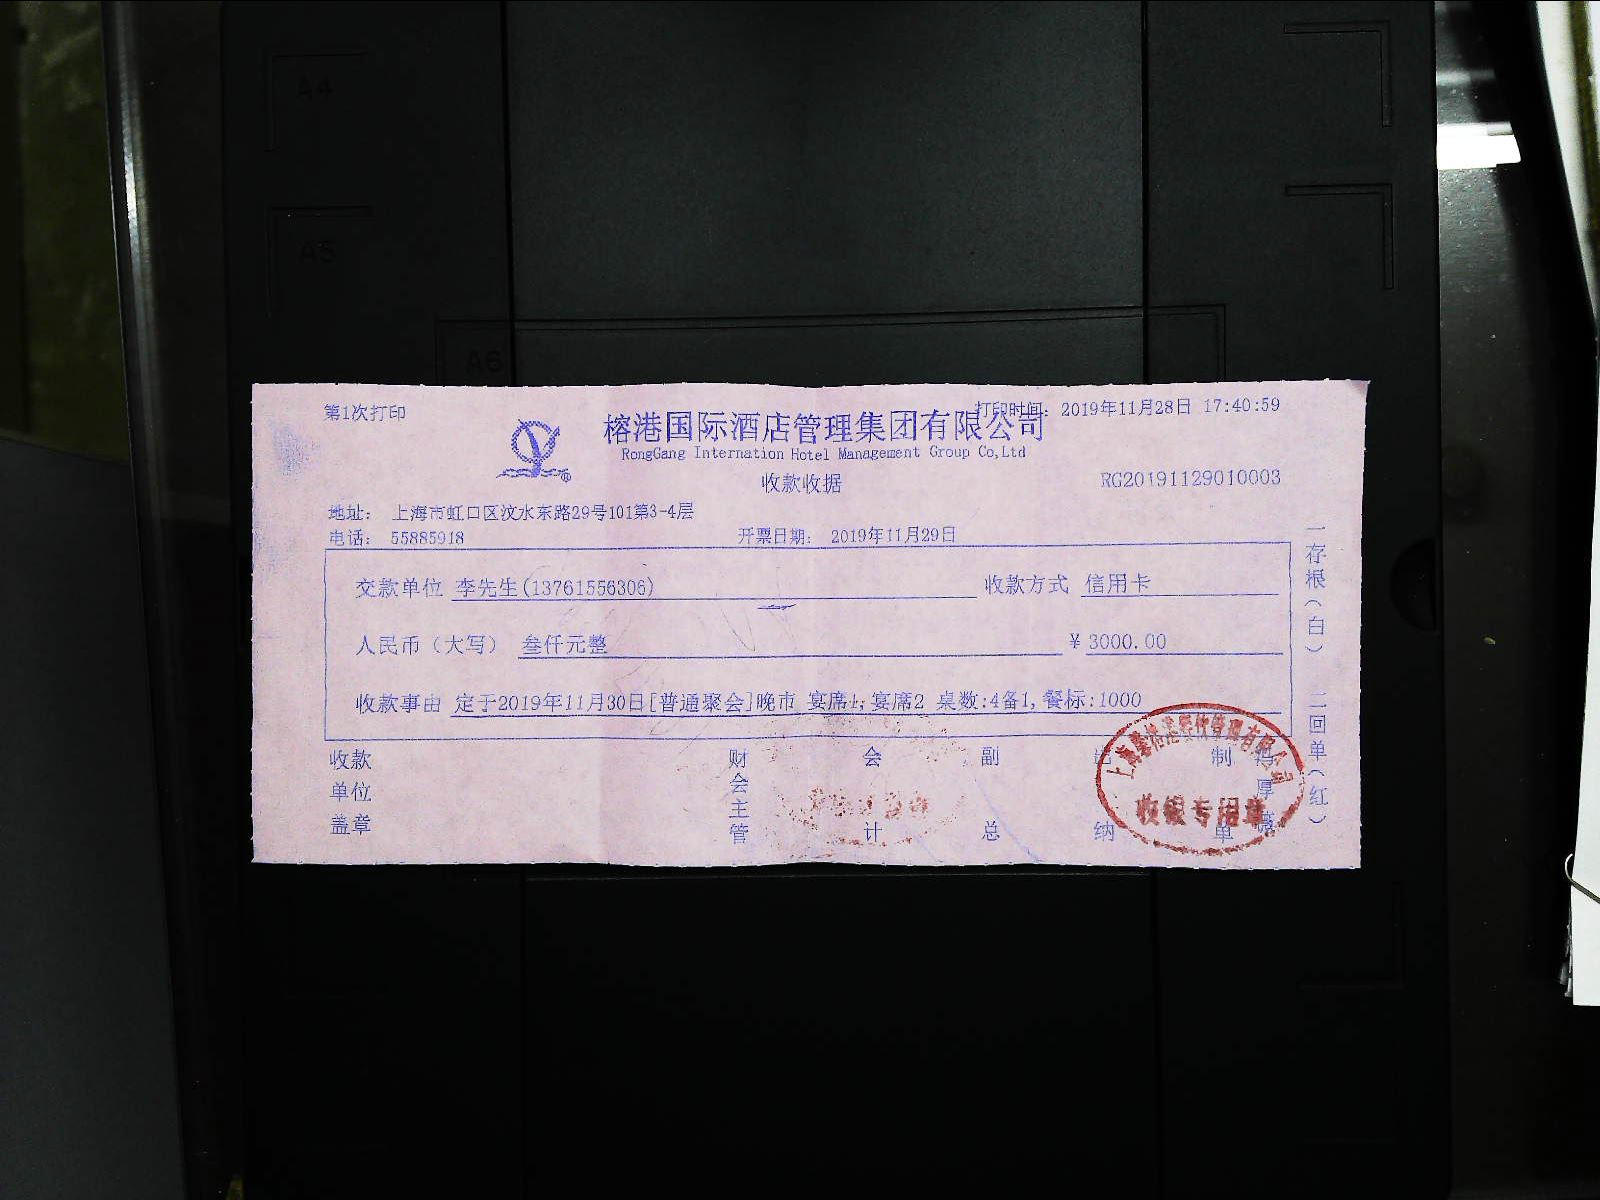 A4
A5
A6
第1次打印
打印时间: 2019年11月28日 17:40:59
榕港国际酒店管理集团有限公司
RongGang Internation Hotel Management Group Co,Ltd
收款收据
RG20191129010003
地址: 上海市虹口区汶水东路29号101第3-4层
电话: 55885918
开票日期: 2019年11月29日
交款单位 李先生(13761556306) 收款方式 信用卡
人民币（大写） 叁仟元整 ¥ 3000.00
收款事由 定于2019年11月30日[普通聚会]晚市 宴席1;宴席2 桌数:4备1,餐标:1000
收款单位盖章
财会主管
会计
副总
出纳
制单
一存根（白） 二回单（红）
收银专用章